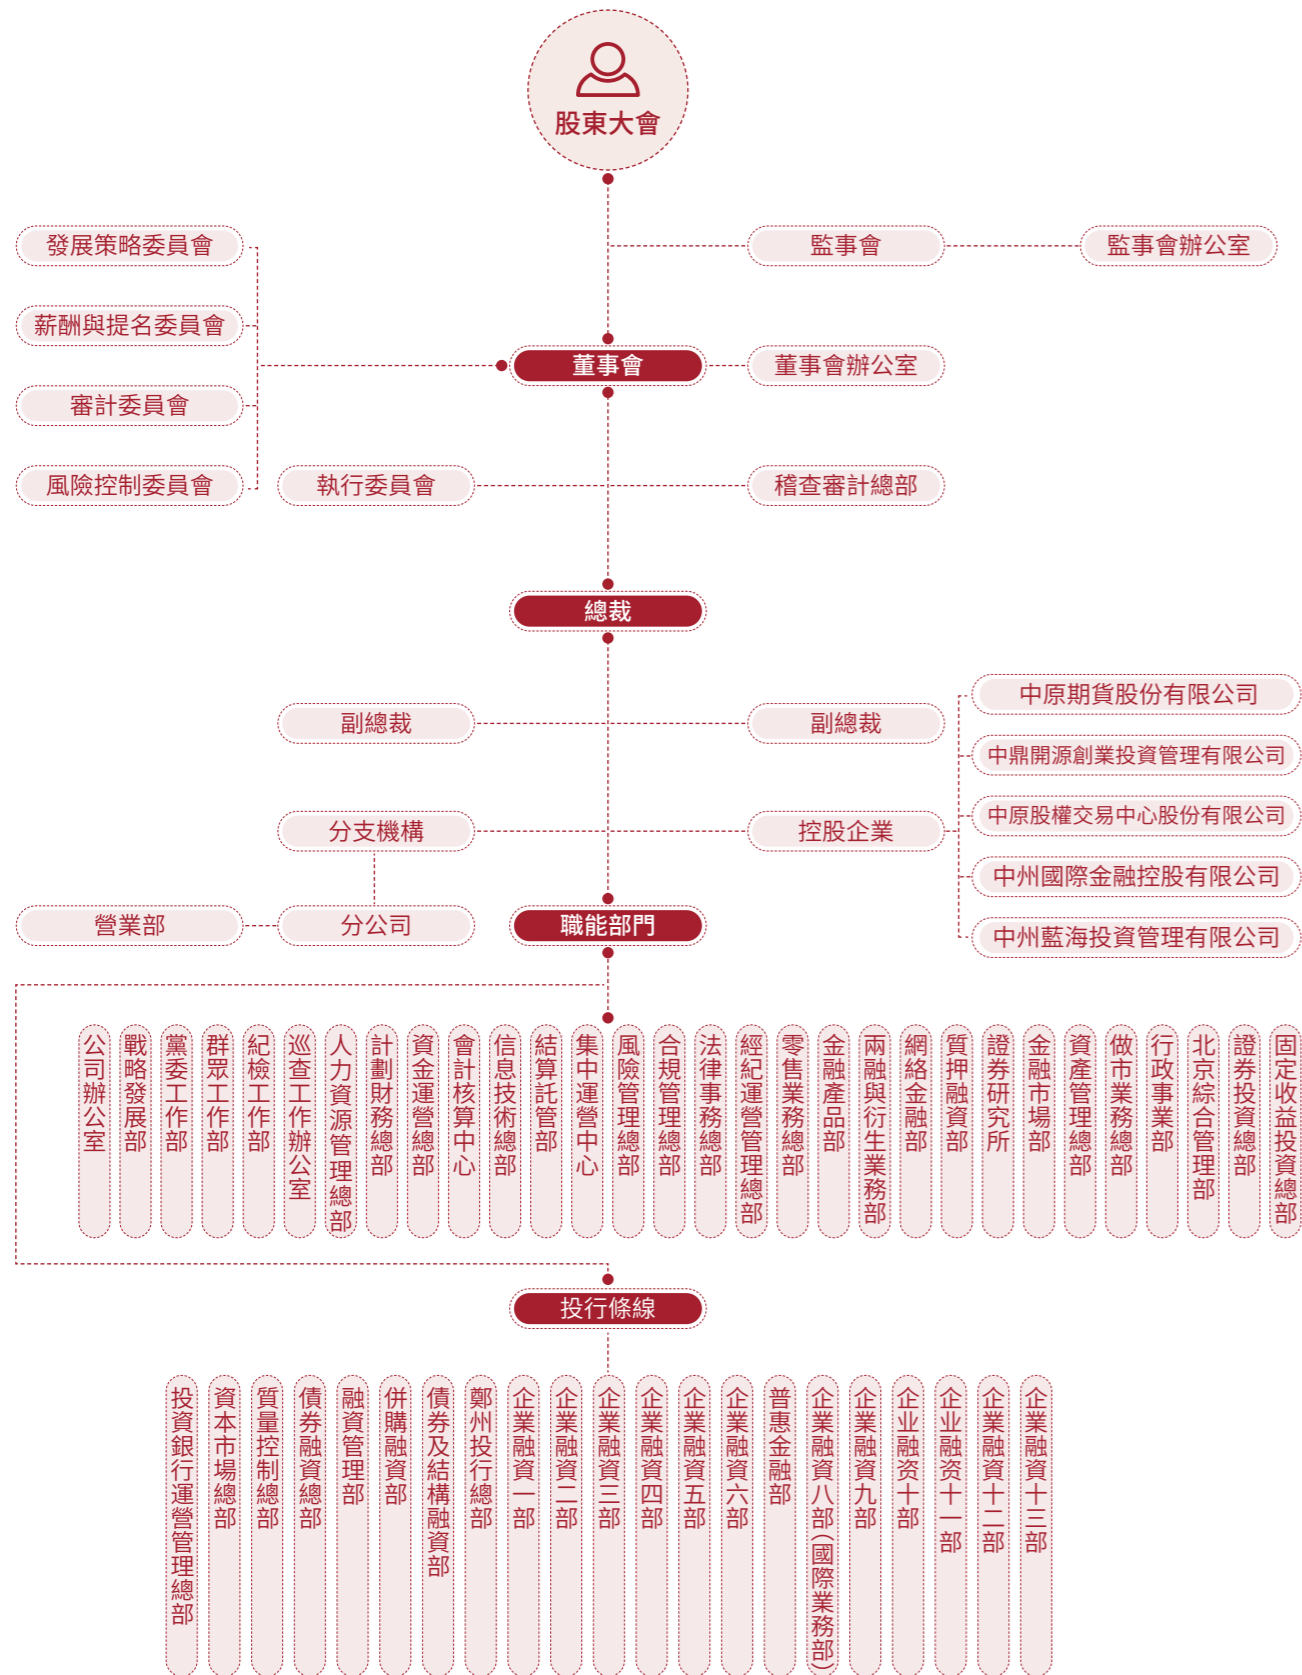 股東大會
發展策略委員會
監事會
監事會辦公室
薪酬與提名委員會
董事會
董事會辦公室
審計委員會
風險控制委員會
執行委員會
稽查審計總部
總裁
副總裁
副總裁
中原期貨股份有限公司
中鼎開源創業投資管理有限公司
分支機構
控股企業
中原股權交易中心股份有限公司
中州國際金融控股有限公司
營業部
分公司
職能部門
中州藍海投資管理有限公司
公司辦公室
戰略發展部
黨委工作部
群眾工作部
紀檢工作部
巡查工作辦公室
人力資源管理總部
計劃財務總部
資金運營總部
會計核算中心
信息技術總部
結算託管部
集中運營中心
風險管理總部
合規管理總部
法律事務總部
經紀運營管理總部
零售業務總部
金融產品部
兩融與衍生業務部
網絡金融部
質押融資部
證券研究所
金融市場部
資產管理總部
做市業務總部
行政事業部
北京綜合管理部
證券投資總部
固定收益投資總部
投行條線
投資銀行運營管理總部
資本市場總部
質量控制總部
債券融資總部
融資管理部
併購融資部
債券及結構融資部
鄭州投行總部
企業融資一部
企業融資二部
企業融資三部
企業融資四部
企業融資五部
企業融資六部
普惠金融部
企業融資八部(國際業務部)
企業融資九部
企业融资十部
企业融资十一部
企業融資十二部
企業融資十三部